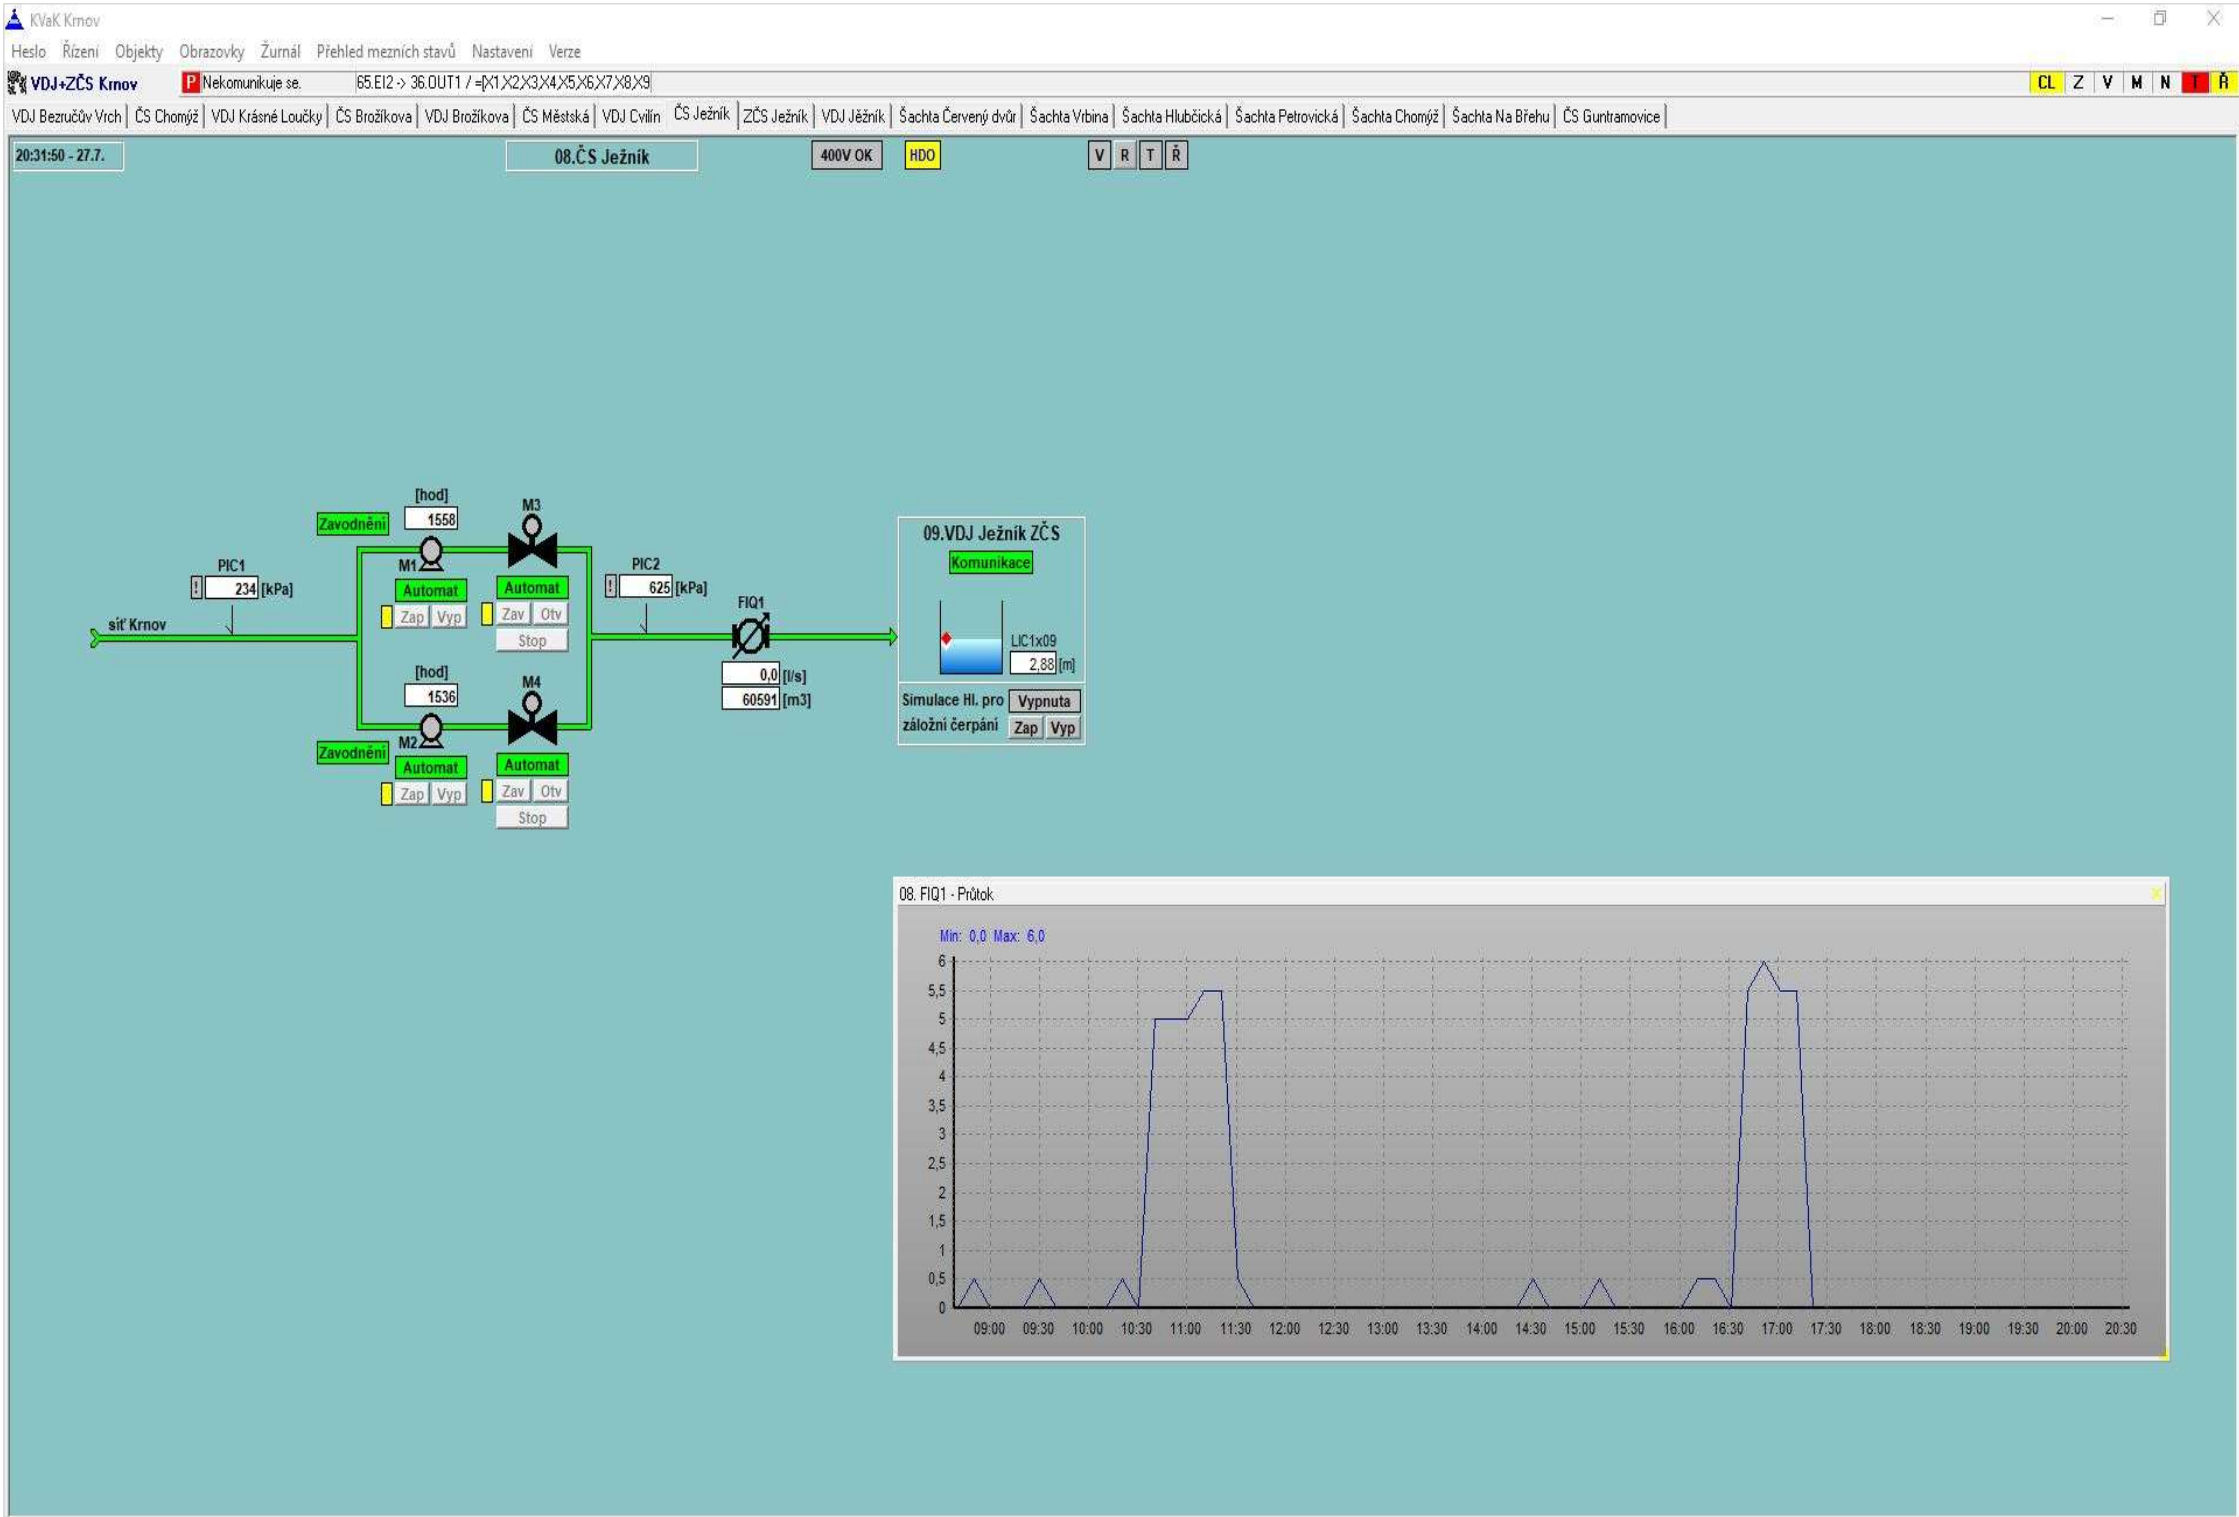 KVaK Krnov
Heslo Řízení Objekty Obrazovky Žurnál Přehled mezních stavů Nastavení Verze
VDJ+ZČS Krnov P Nekomunikuje se. 65.EI2 -> 36.OUT1 / =[X1,X2,X3,X4,X5,X6,X7,X8,X9 CL Z V M N T Ř
VDJ Bezručův Vrch ČS Chomýž VDJ Krásné Loučky ČS Brožíkova VDJ Brožíkova ČS Městská VDJ Cvilín ČS Ježník ZČS Ježník VDJ Jěžník Šachta Červený dvůr Šachta Vrbina Šachta Hlubčická Šachta Petrovická Šachta Chomýž Šachta Na Břehu ČS Guntramovice
20:31:50 - 27.7. 08.ČS Ježník 400V OK HDO V R T Ř
[hod]
1558
M3
Zavodnění
M1
PIC1
! 234 [kPa]
síť Krnov
Automat
Zap Vyp
Automat
Zav Otv
Stop
PIC2
! 625 [kPa]
FIQ1
0,0 [l/s]
60591 [m3]
[hod]
1536
M4
Zavodnění
M2
Automat
Zap Vyp
Automat
Zav Otv
Stop
09.VDJ Ježník ZČS
Komunikace
LIC1x09
2,88 [m]
Simulace Hl. pro Vypnuta
záložní čerpání Zap Vyp
08. FIQ1 - Průtok
Min: 0,0 Max: 6,0
6
5,5
5
4,5
4
3,5
3
2,5
2
1,5
1
0,5
0
09:00 09:30 10:00 10:30 11:00 11:30 12:00 12:30 13:00 13:30 14:00 14:30 15:00 15:30 16:00 16:30 17:00 17:30 18:00 18:30 19:00 19:30 20:00 20:30